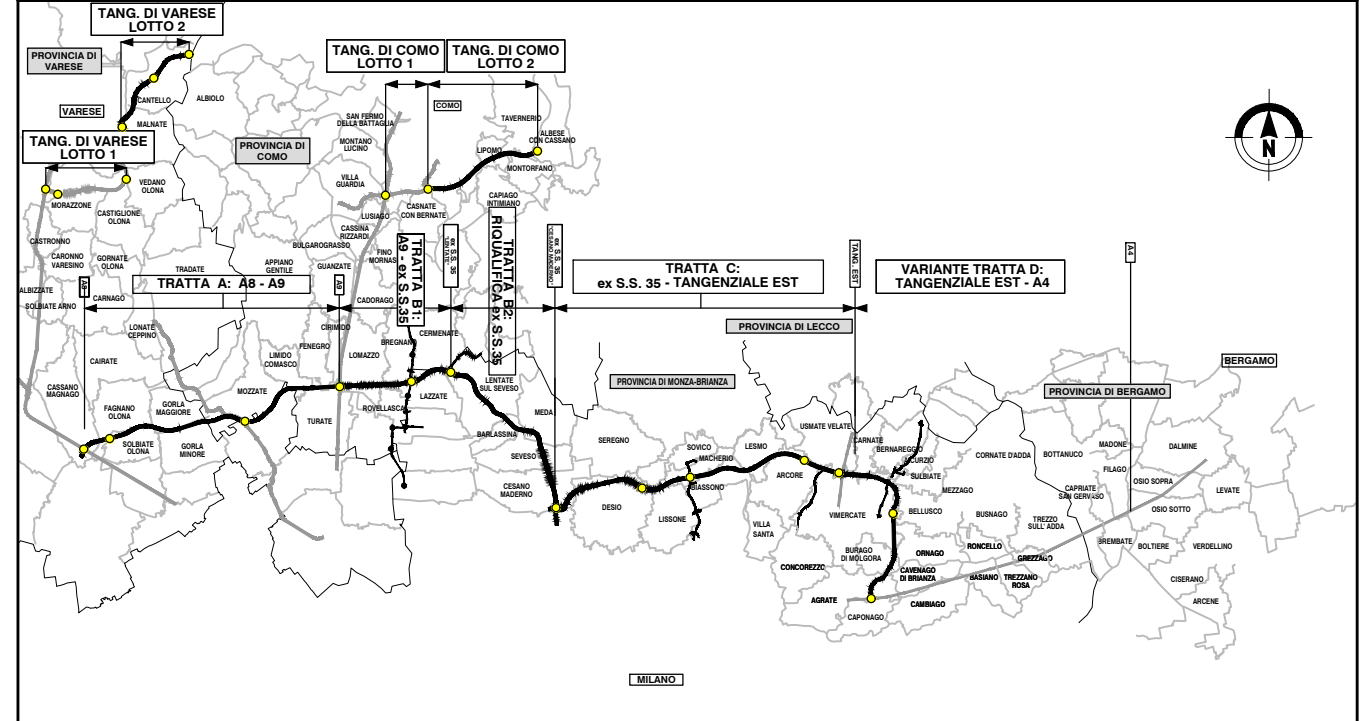 TANG. DI VARESE
LOTTO 2
PROVINCIA DI
VARESE
CANTELLO
ALBIOLO
VARESE
MALNATE
TANG. DI VARESE
LOTTO 1
PROVINCIA DI
COMO
VEDANO
OLONA
MORAZZONE
CASTIGLIONE
OLONA
TANG. DI COMO
LOTTO 1
TANG. DI COMO
LOTTO 2
COMO
SAN FERMO
DELLA BATTAGLIA
MONTANO
LUCINO
VILLA
GUARDIA
TAVERNERIO
ALBESE
CON CASSANO
LIPOMO
MONTORFANO
CAPIAGO
INTIMIANO
LUSIAGO
CASNATE
CON BERNATE
CASSINA
RIZZARDI
BULGAROGRASSO
FINO
MORNAS
CASTRONNO
CARONNO
VARESINO
GORNATE
OLONA
TRADATE
APPIANO
GENTILE
GUANZATE
ALBIZZATE
SOLBIATE ARNO
CARNAGO
A8
TRATTA A: A8 - A9
A9
CADORAGO
TRATTA B1:
A9 - ex S.S.35
ex S.S. 35
"LENTATE"
TRATTA B2:
RIQUALIFICA ex S.S.35
ex S.S. 35
"CESANO MADERNO"
TRATTA C:
ex S.S. 35 - TANGENZIALE EST
TANG. EST
VARIANTE TRATTA D:
TANGENZIALE EST - A4
A4
N
PROVINCIA DI LECCO
PROVINCIA DI MONZA-BRIANZA
PROVINCIA DI BERGAMO
BERGAMO
LONATE
CEPPINO
CAIRATE
CASSANO
MAGNAGO
FAGNANO
OLONA
SOLBIATE
OLONA
GORLA
MAGGIORE
GORLA
MINORE
MOZZATE
LIMIDO
COMASCO
FENEGRO
CIRIMIDO
LOMAZZO
TURATE
BREGNAN
CERMENATE
ROVELLASCA
LAZZATE
LENTATE
SUL SEVESO
MEDA
BARLASSINA
SEVESO
CESANO
MADERNO
SEREGNO
DESIO
LISSONE
SOVICO
MACHERIO
BIASSONO
LESMO
ARCORE
USMATE VELATE
CARNATE
BERNAREGGIO
AICURZIO
SULBIATE
MEZZAGO
CORNATE D'ADDA
BOTTANUCO
MADONE
FILAGO
DALMINE
CAPRIATE
SAN GERVASO
OSIO SOPRA
OSIO SOTTO
LEVATE
VILLA
SANTA
VIMERCATE
BELLUSCO
BUSNAGO
TREZZO
SULL' ADDA
BREMBATE
BOLTIERE
VERDELLINO
CISERANO
ARCENE
BURAGO
DI MOLGORA
ORNAGO
RONCELLO
GREZZAGO
CONCOREZZO
CAVENAGO
DI BRIANZA
BASIANO
TREZZANO
ROSA
AGRATE
CAMBIAGO
CAPONAGO
MILANO